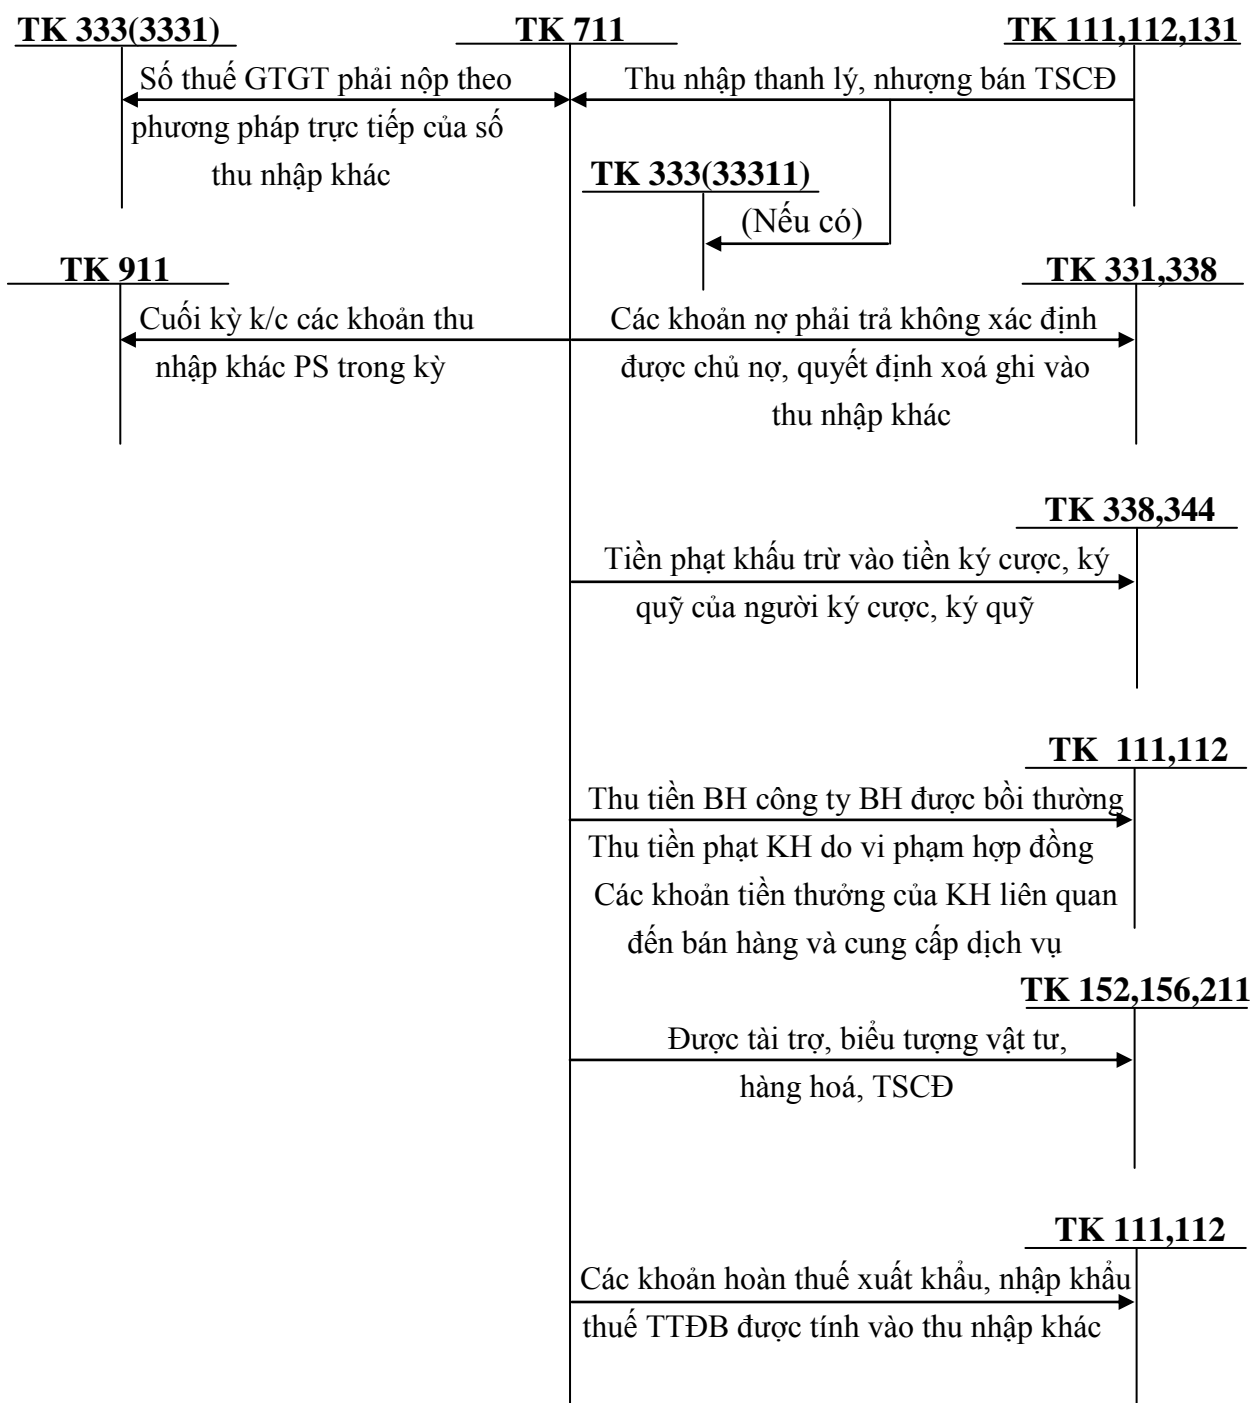 TK 333(3331)
TK 711
TK 111,112,131
Số thuế GTGT phải nộp theo
phương pháp trực tiếp của số
thu nhập khác
Thu nhập thanh lý, nhượng bán TSCĐ
TK 333(33311)
(Nếu có)
TK 911
TK 331,338
Cuối kỳ k/c các khoản thu
nhập khác PS trong kỳ
Các khoản nợ phải trả không xác định
được chủ nợ, quyết định xoá ghi vào
thu nhập khác
TK 338,344
Tiền phạt khấu trừ vào tiền ký cược, ký
quỹ của người ký cược, ký quỹ
TK 111,112
Thu tiền BH công ty BH được bồi thường
Thu tiền phạt KH do vi phạm hợp đồng
Các khoản tiền thưởng của KH liên quan
đến bán hàng và cung cấp dịch vụ
TK 152,156,211
Được tài trợ, biểu tượng vật tư,
hàng hoá, TSCĐ
TK 111,112
Các khoản hoàn thuế xuất khẩu, nhập khẩu
thuế TTĐB được tính vào thu nhập khác